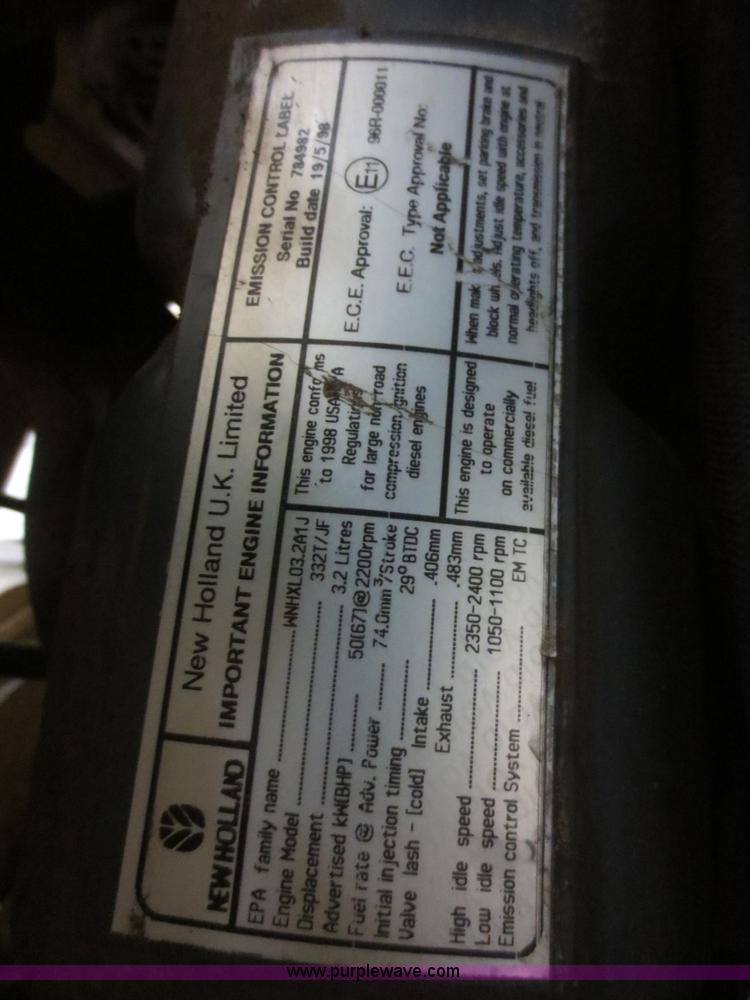 NEW HOLLAND
New Holland U.K. Limited
IMPORTANT ENGINE INFORMATION
EMISSION CONTROL LABEL
Serial No 784982
Build date 19/5/98
EPA family name ..... WNHXL03.2A1J
Engine Model ..... 332T/JF
Displacement ..... 3.2 Litres
Advertised kW[BHP] ..... 50[67]@2200rpm
Fuel rate @ Adv. Power ..... 74.0mm³/Stroke
Initial injection timing ..... 29° BTDC
Valve lash - [cold] Intake ..... .406mm
Exhaust ..... .483mm
High idle speed ..... 2350-2400 rpm
Low idle speed ..... 1050-1100 rpm
Emission control System ..... EM TC
This engine conforms
to 1998
Regulations
for large non-road
compression ignition
diesel engines
This engine is designed
to operate
on commercially
available diesel fuel
E.C.E. Approval: E11 96R-000011
E.E.C. Type Approval No:
Not Applicable
When adjustments, set parking brake and
block wheels. Adjust idle speed with engine at
normal operating temperature, accessories and
headlights off, and transmission in neutral
www.purplewave.com